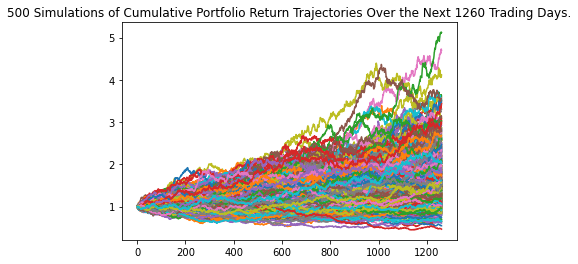 500 Simulations of Cumulative Portfolio Return Trajectories Over the Next 1260 Trading Days.
5
4
3
2
1
0 200 400 600 800 1000 1200